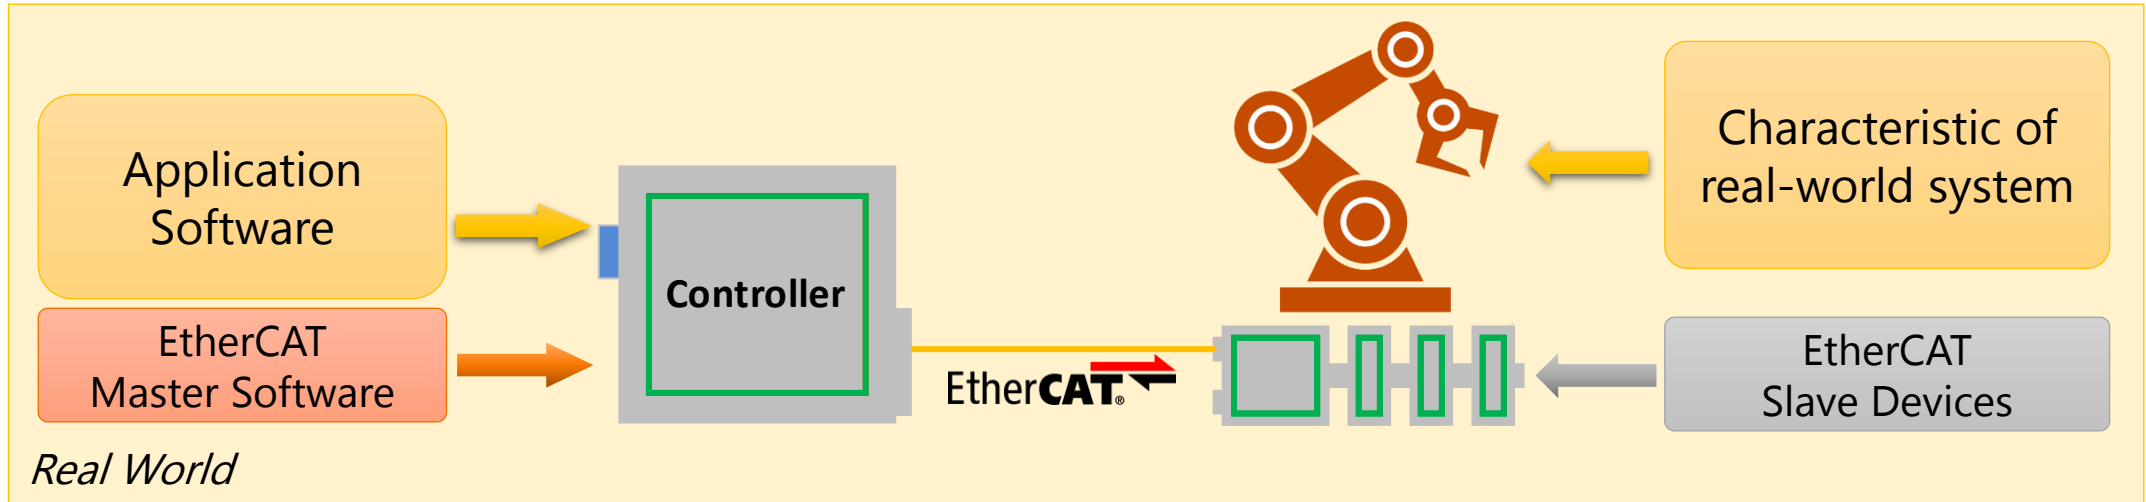 Application
Software
EtherCAT
Master Software
Real World
Controller
EtherCAT®
Characteristic of
real-world system
EtherCAT
Slave Devices